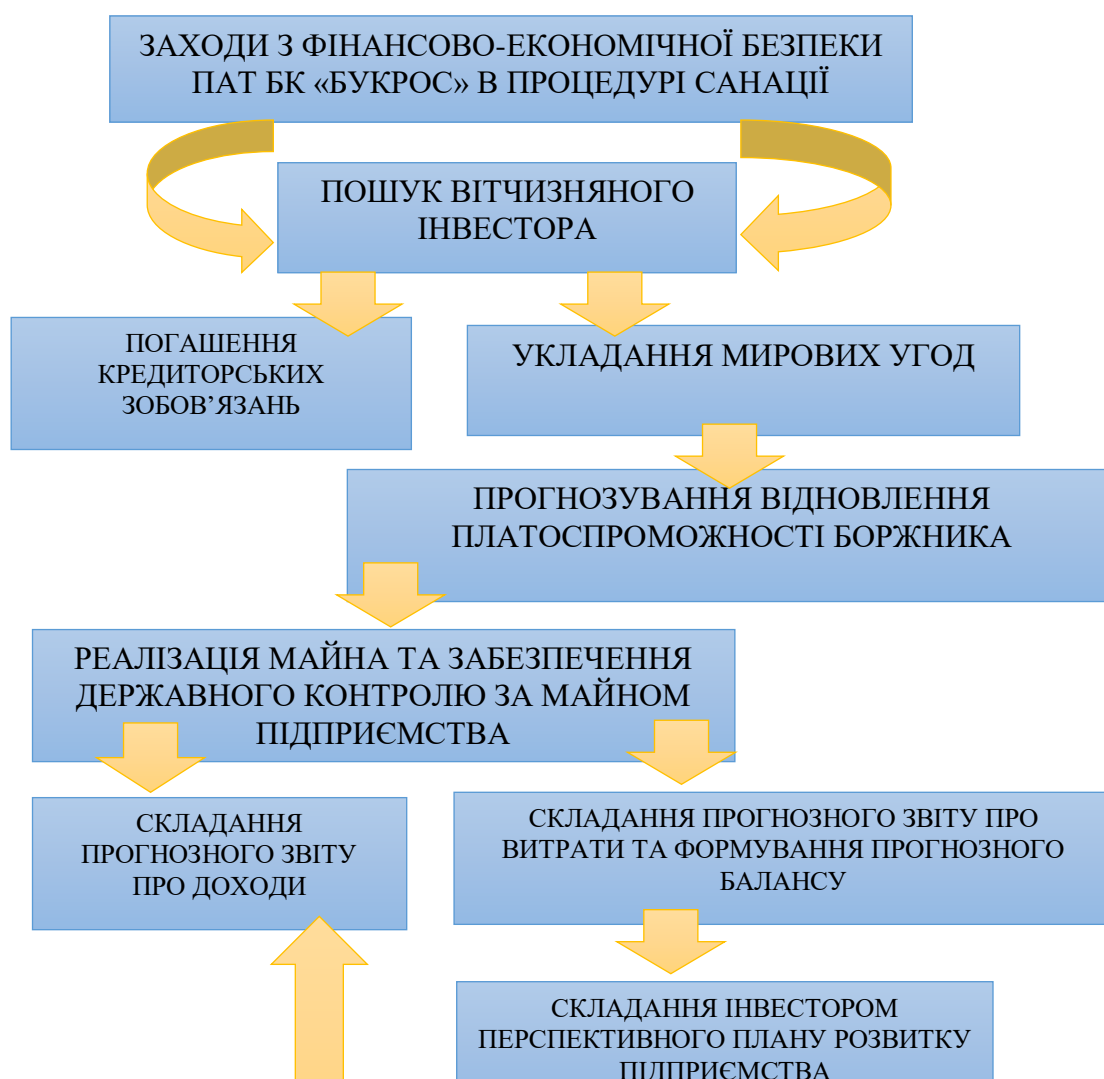 ЗАХОДИ З ФІНАНСОВО-ЕКОНОМІЧНОЇ БЕЗПЕКИ
ПАТ БК «БУКРОС» В ПРОЦЕДУРІ САНАЦІЇ
ПОШУК ВІТЧИЗНЯНОГО
ІНВЕСТОРА
ПОГАШЕННЯ
КРЕДИТОРСЬКИХ
ЗОБОВ’ЯЗАНЬ
УКЛАДАННЯ МИРОВИХ УГОД
ПРОГНОЗУВАННЯ ВІДНОВЛЕННЯ
ПЛАТОСПРОМОЖНОСТІ БОРЖНИКА
РЕАЛІЗАЦІЯ МАЙНА ТА ЗАБЕЗПЕЧЕННЯ
ДЕРЖАВНОГО КОНТРОЛЮ ЗА МАЙНОМ
ПІДПРИЄМСТВА
СКЛАДАННЯ
ПРОГНОЗНОГО ЗВІТУ
ПРО ДОХОДИ
СКЛАДАННЯ ПРОГНОЗНОГО ЗВІТУ ПРО
ВИТРАТИ ТА ФОРМУВАННЯ ПРОГНОЗНОГО
БАЛАНСУ
СКЛАДАННЯ ІНВЕСТОРОМ
ПЕРСПЕКТИВНОГО ПЛАНУ РОЗВИТКУ
ПІДПРИЄМСТВА